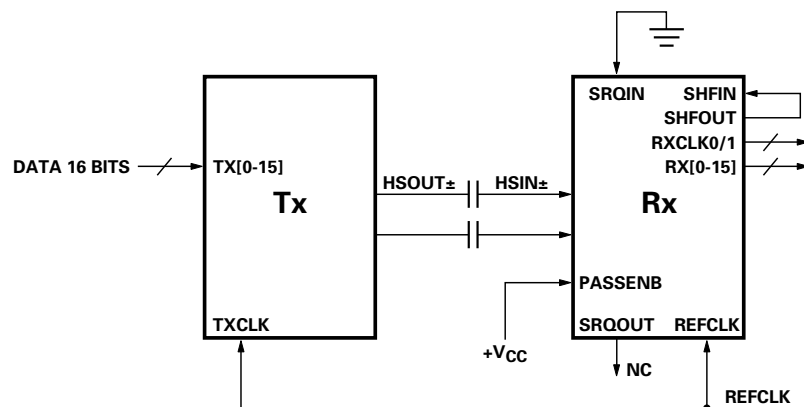 SRQIN SHFIN
SHFOUT
RXCLK0/1
DATA 16 BITS TX[0-15] RX[0-15]
HSOUT± HSIN±
Tx Rx
PASSENB
TXCLK SRQOUT REFCLK
+VCC
NC
REFCLK